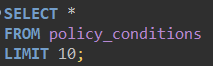 SELECT *
FROM policy_conditions
LIMIT 10;